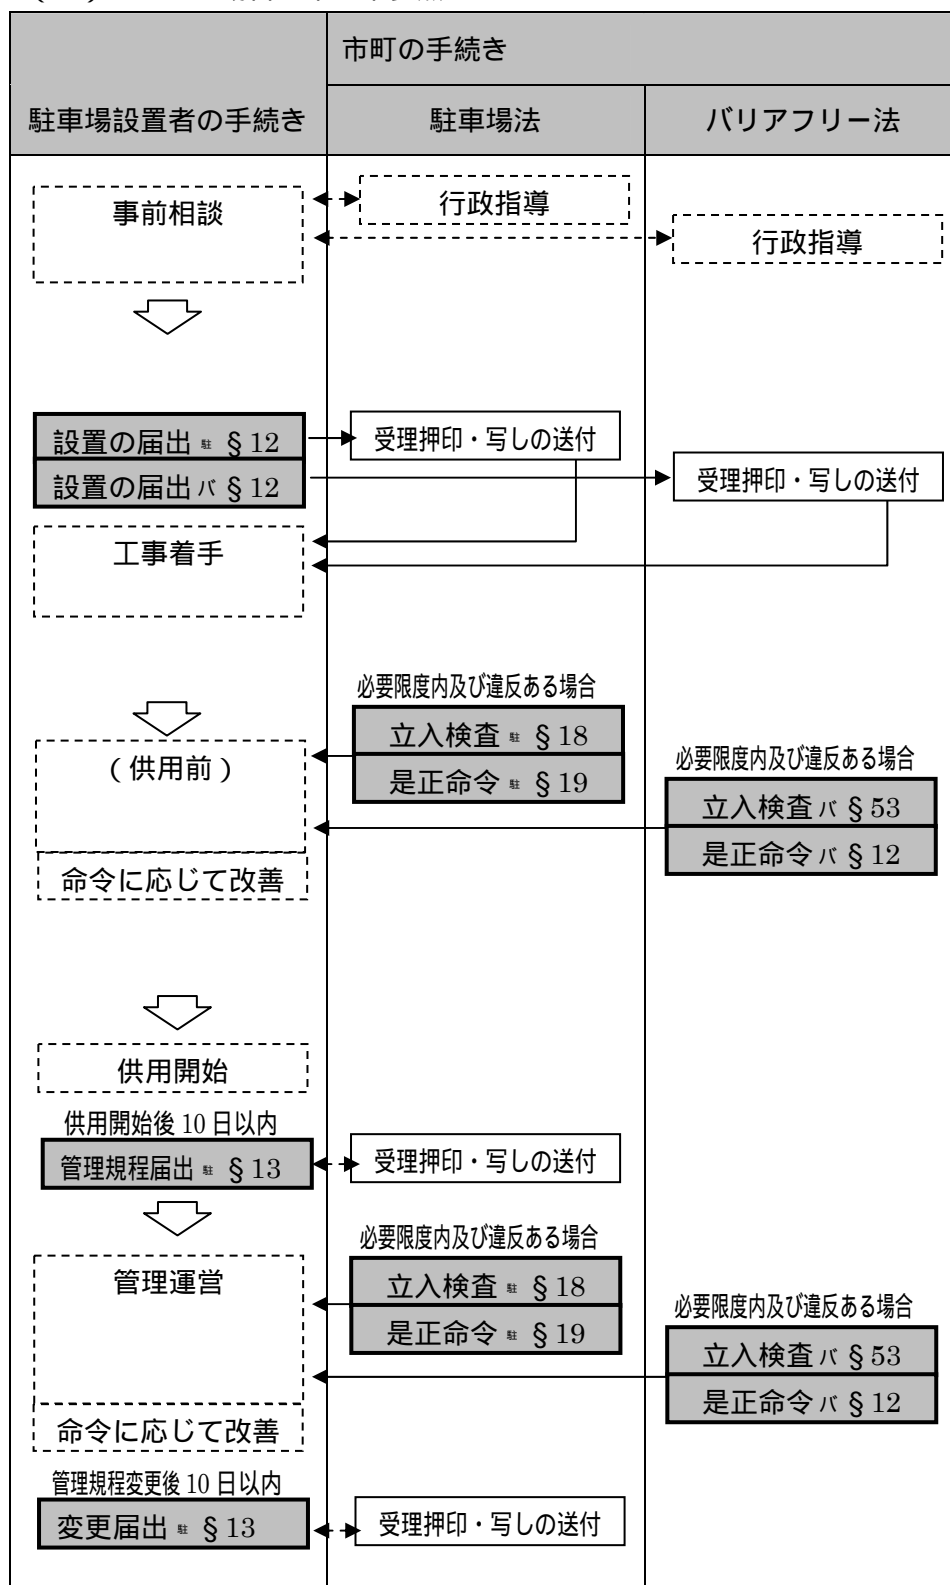 市町の手続き
駐車場設置者の手続き
駐車場法
バリアフリー法
事前相談
行政指導
行政指導
設置の届出 駐 §12
受理押印・写しの送付
設置の届出 バ §12
受理押印・写しの送付
工事着手
必要限度内及び違反ある場合
立入検査 駐 §18
(供用前)
是正命令 駐 §19
必要限度内及び違反ある場合
立入検査 バ §53
是正命令 バ §12
命令に応じて改善
供用開始
供用開始後 10 日以内
管理規程届出 駐 §13
受理押印・写しの送付
必要限度内及び違反ある場合
管理運営
立入検査 駐 §18
是正命令 駐 §19
必要限度内及び違反ある場合
立入検査 バ §53
是正命令 バ §12
命令に応じて改善
管理規程変更後 10 日以内
変更届出 駐 §13
受理押印・写しの送付